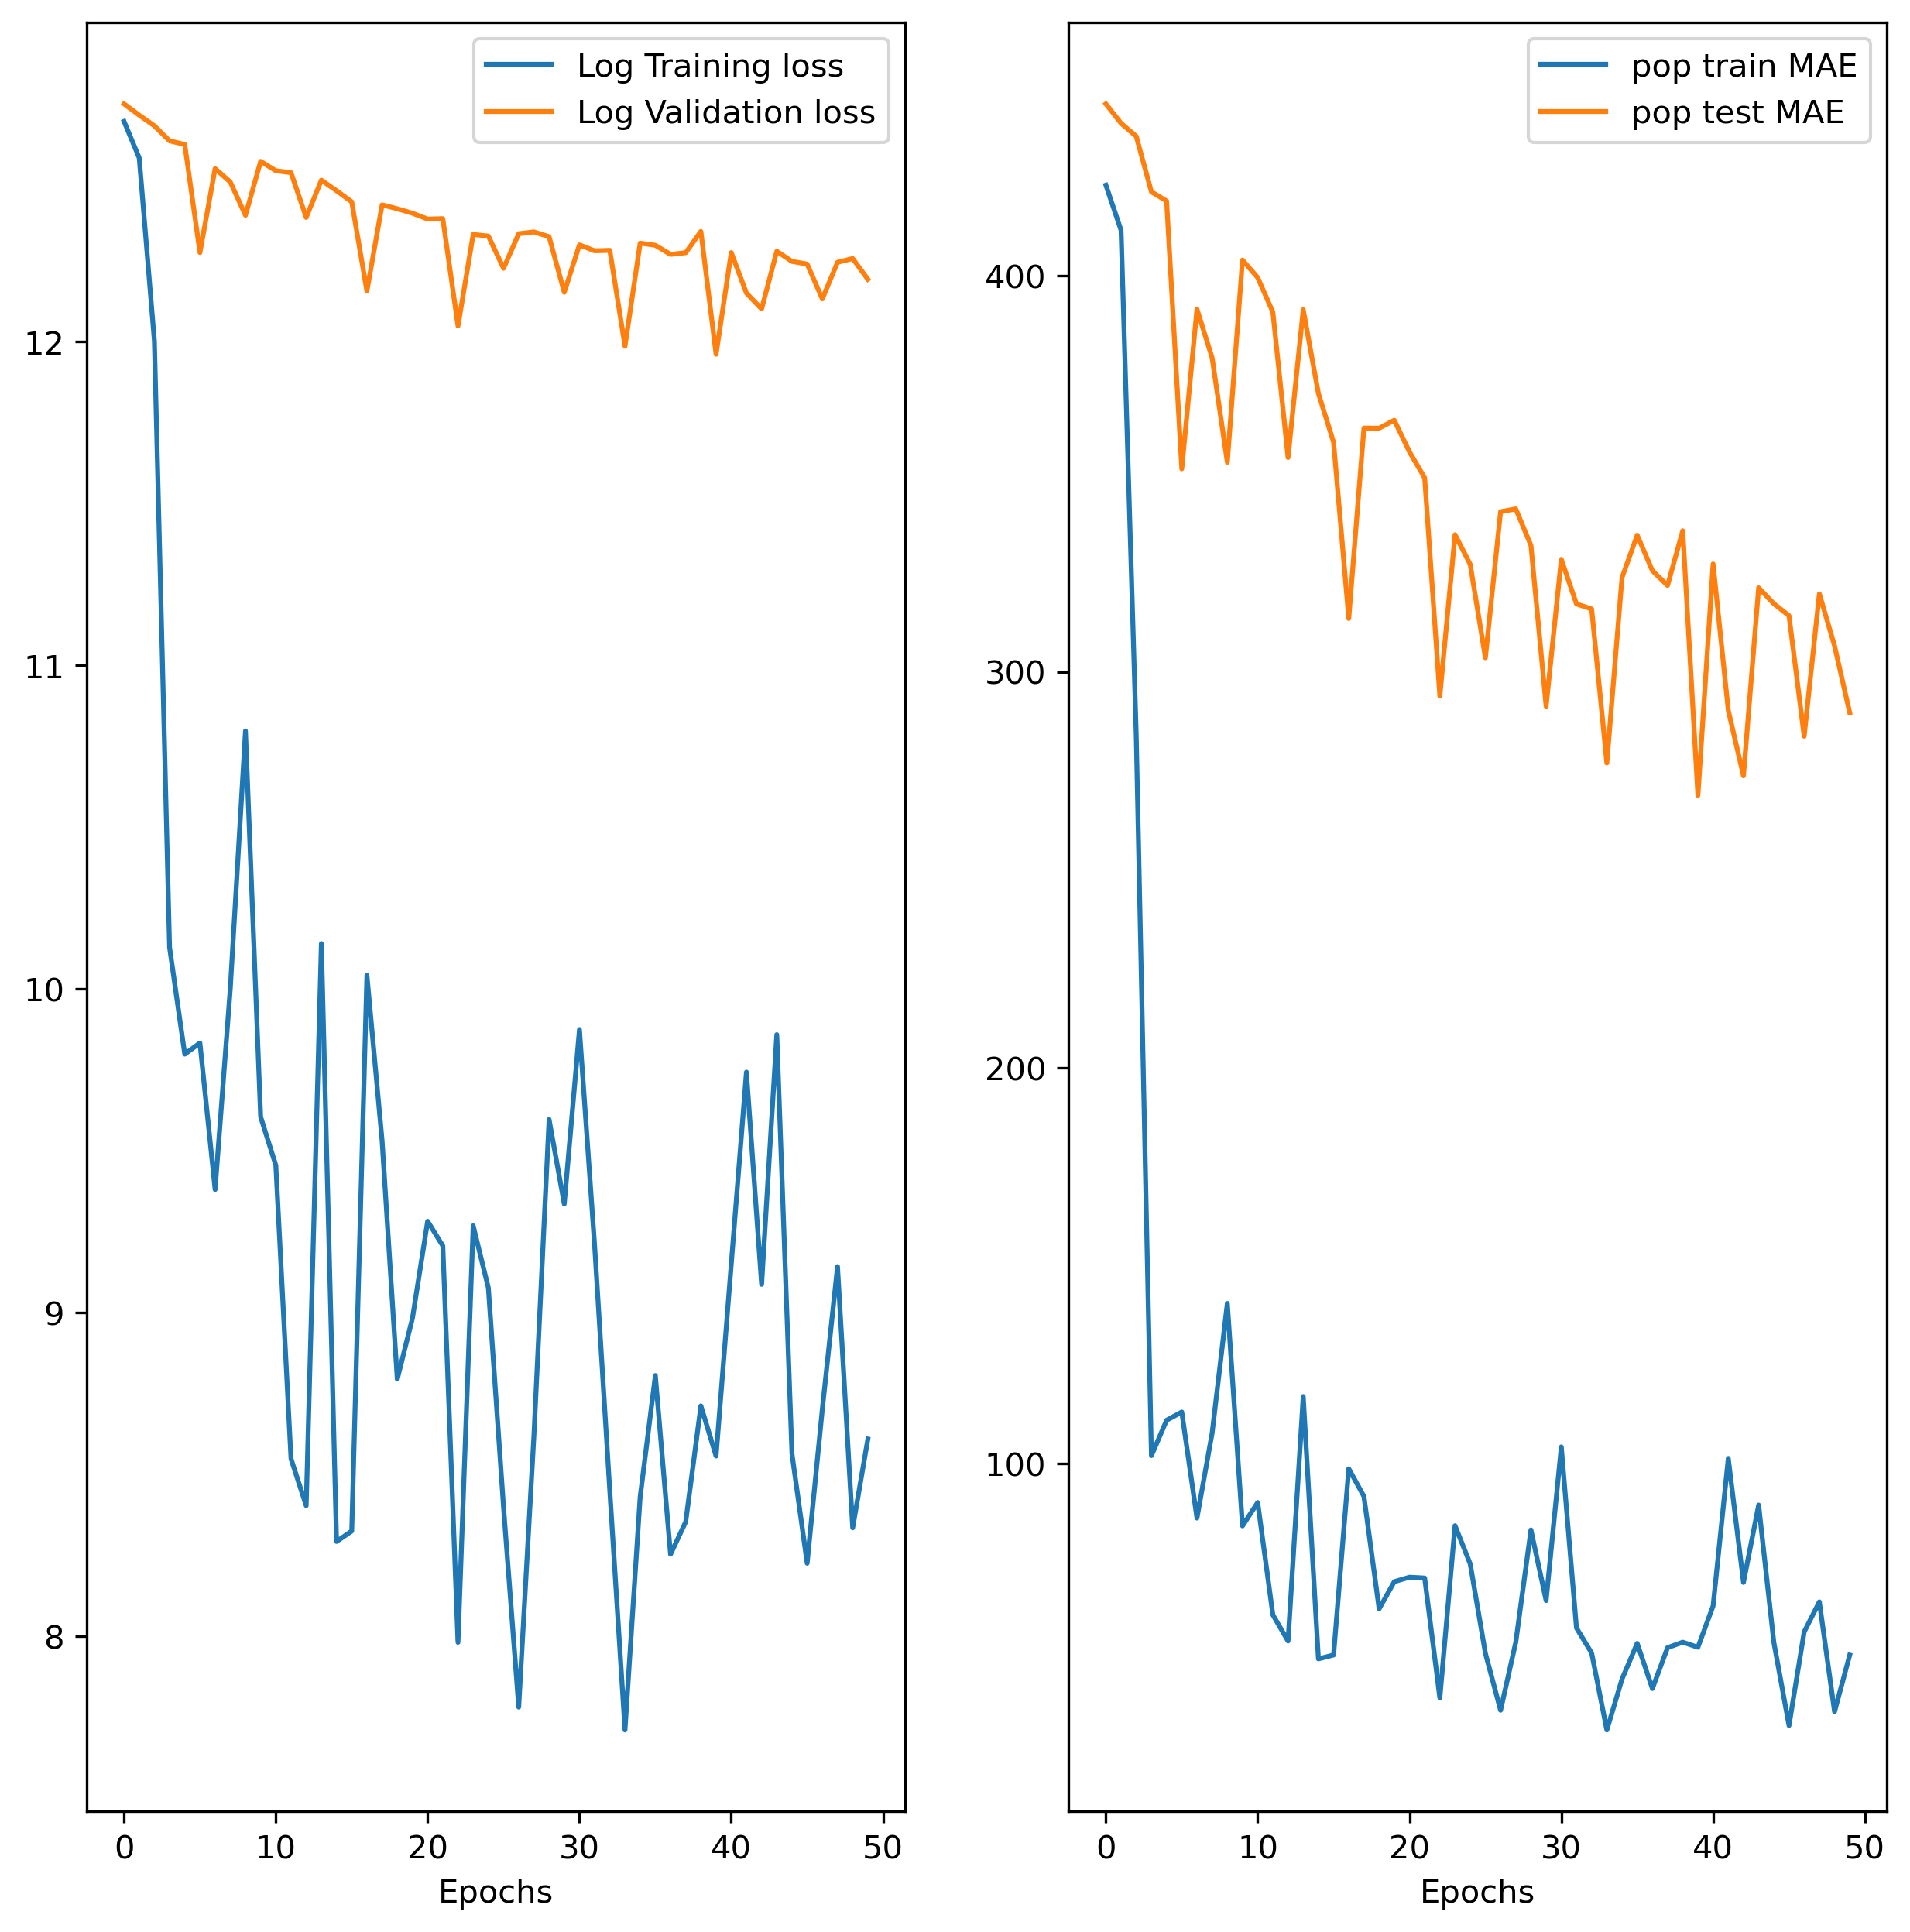 Log Training loss
Log Validation loss
12
11
10
9
8
0 10 20 30 40 50
Epochs
pop train MAE
pop test MAE
400
300
200
100
0 10 20 30 40 50
Epochs